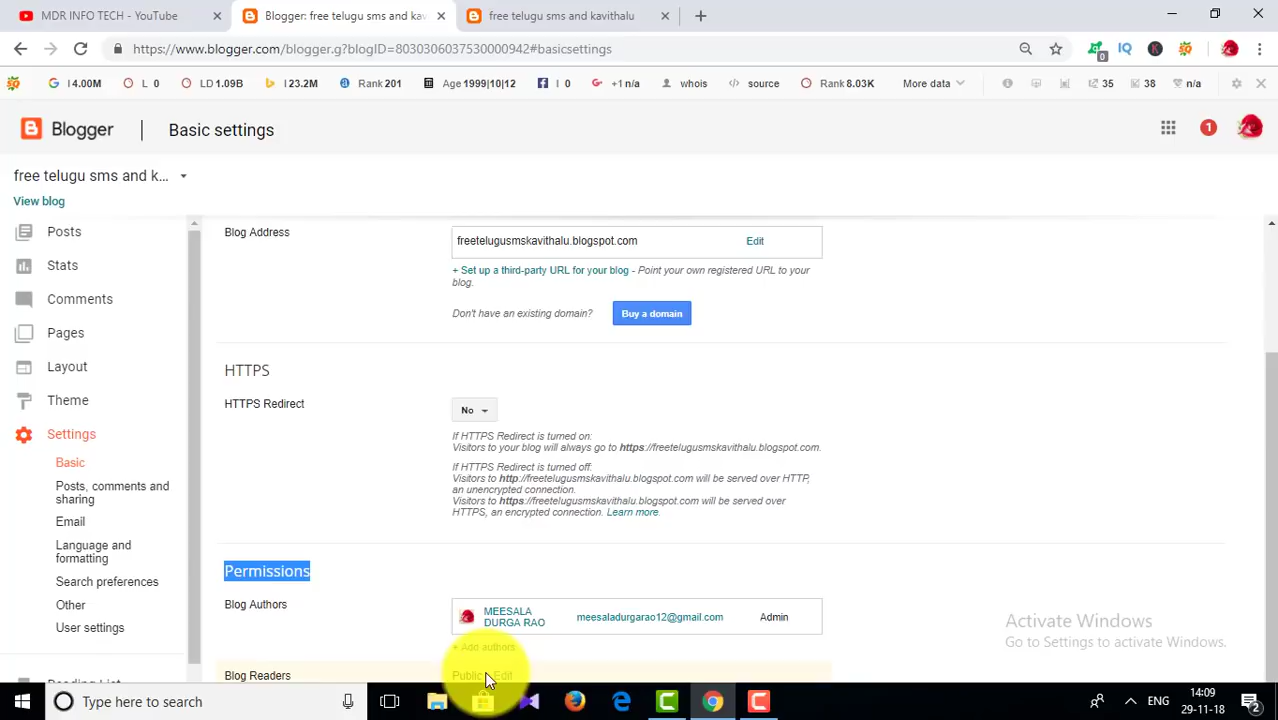 MDR INFO TECH - YouTube
Blogger: free telugu sms and kav
free telugu sms and kavithalu
https://www.blogger.com/blogger.g?blogID=8030306037530000942#basicsettings
0
IQ
K
I 4.00M
L 0
LD 1.09B
I 23.2M
Rank 201
Age 1999|10|12
I 0
+1 n/a
whois
source
Rank 8.03K
More data
35
38
n/a
Blogger
Basic settings
1
free telugu sms and k...
View blog
Posts
Stats
Comments
Pages
Layout
Theme
Settings
Basic
Posts, comments and
sharing
Email
Language and
formatting
Search preferences
Other
User settings
Blog Address
freetelugusmskavithalu.blogspot.com
Edit
+ Set up a third-party URL for your blog - Point your own registered URL to your
blog.
Don't have an existing domain?
Buy a domain
HTTPS
HTTPS Redirect
No
If HTTPS Redirect is turned on:
Visitors to your blog will always go to https://freetelugusmskavithalu.blogspot.com.
If HTTPS Redirect is turned off:
Visitors to http://freetelugusmskavithalu.blogspot.com will be served over HTTP,
an unencrypted connection.
Visitors to https://freetelugusmskavithalu.blogspot.com will be served over
HTTPS, an encrypted connection. Learn more.
Permissions
Blog Authors
MEESALA
DURGA RAO
meesaladurgarao12@gmail.com
Admin
+ Add authors
Blog Readers
Public
Edit
Activate Windows
Go to Settings to activate Windows.
Type here to search
ENG
14:09
29-11-18
2